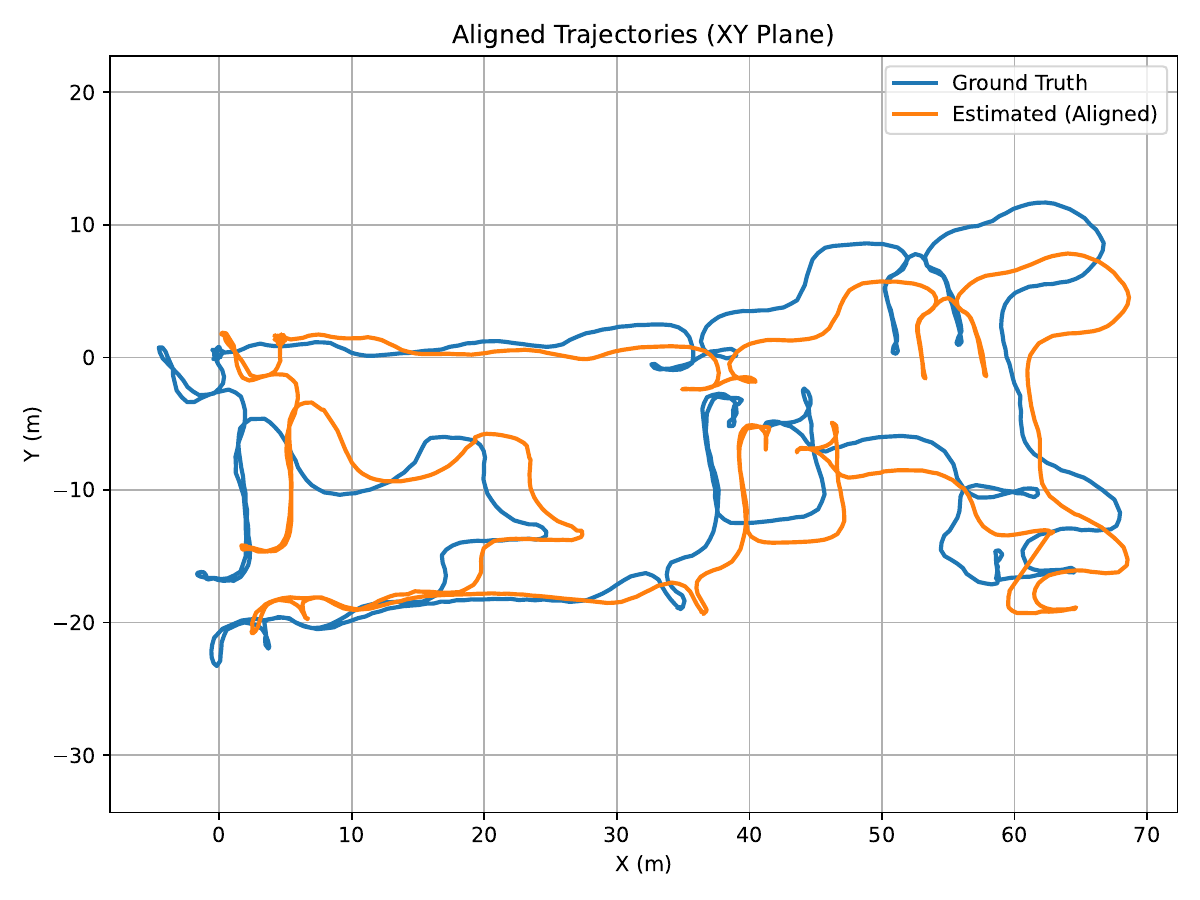 Aligned Trajectories (XY Plane)
Ground Truth
Estimated (Aligned)
20
10
0
−10
−20
−30
Y (m)
0 10 20 30 40 50 60 70
X (m)